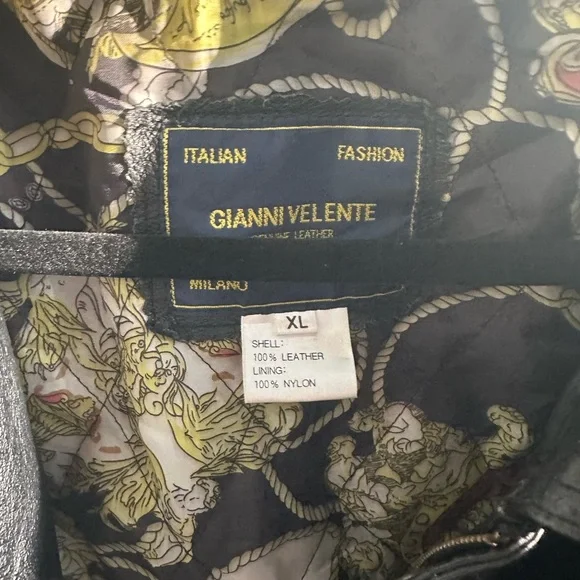 ITALIAN FASHION
GIANNI VELENTE
GENUINE LEATHER
MILANO
XL
SHELL:
100% LEATHER
LINING:
100% NYLON